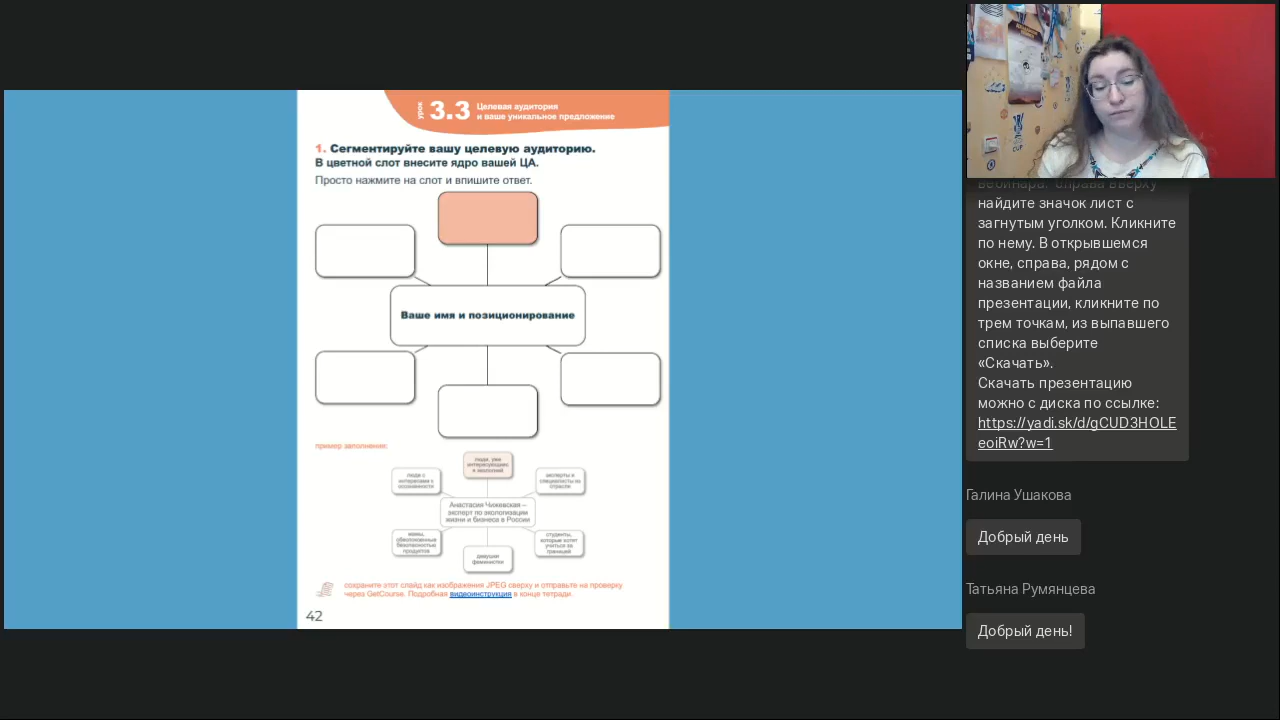 урок
3.3
Целевая аудитория
и ваше уникальное предложение
1. Сегментируйте вашу целевую аудиторию.
В цветной слот внесите ядро вашей ЦА.
Просто нажмите на слот и впишите ответ.
Ваше имя и позиционирование
пример заполнения:
люди, уже
интересующиеся
экологией
люди с
интересами к
осознанности
эксперты и
специалисты из
отрасли
Анастасия Чижевская –
эксперт по экологизации
жизни и бизнеса в России
мамы,
обеспокоенные
безопасностью
продуктов
студенты,
которые хотят
учиться за
границей
девушки
феминистки
сохраните этот слайд как изображения JPEG сверху и отправьте на проверку
через GetCourse. Подробная видеоинструкция в конце тетради.
42
вебинара. Справа вверху
найдите значок лист с
загнутым уголком. Кликните
по нему. В открывшемся
окне, справа, рядом с
названием файла
презентации, кликните по
трем точкам, из выпавшего
списка выберите
«Скачать».
Скачать презентацию
можно с диска по ссылке:
https://yadi.sk/d/gCUD3HOLE
eoiRw?w=1
Галина Ушакова
Добрый день
Татьяна Румянцева
Добрый день!